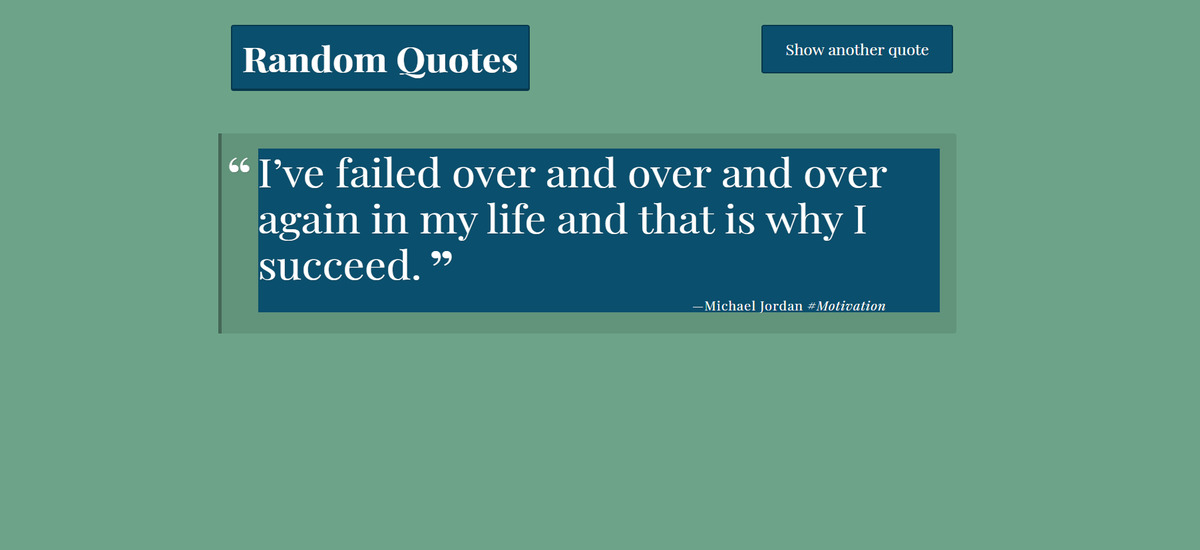 Random Quotes
Show another quote
“I’ve failed over and over and over
again in my life and that is why I
succeed. ”
—Michael Jordan #Motivation